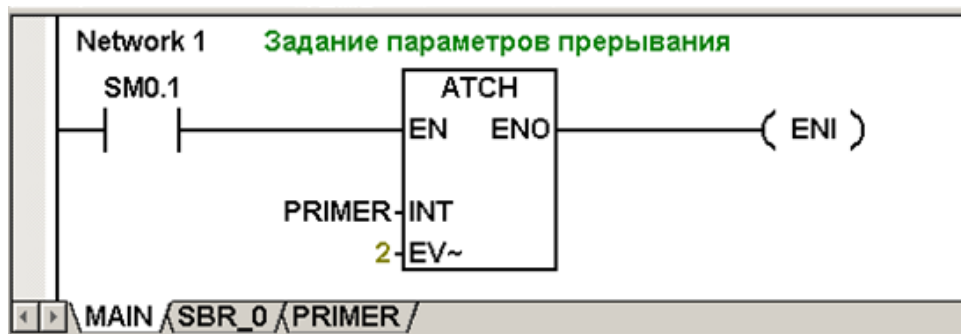 Network 1 Задание параметров прерывания
SM0.1
ATCH
EN ENO
( ENI )
PRIMER INT
2 EV~
MAIN SBR_0 PRIMER